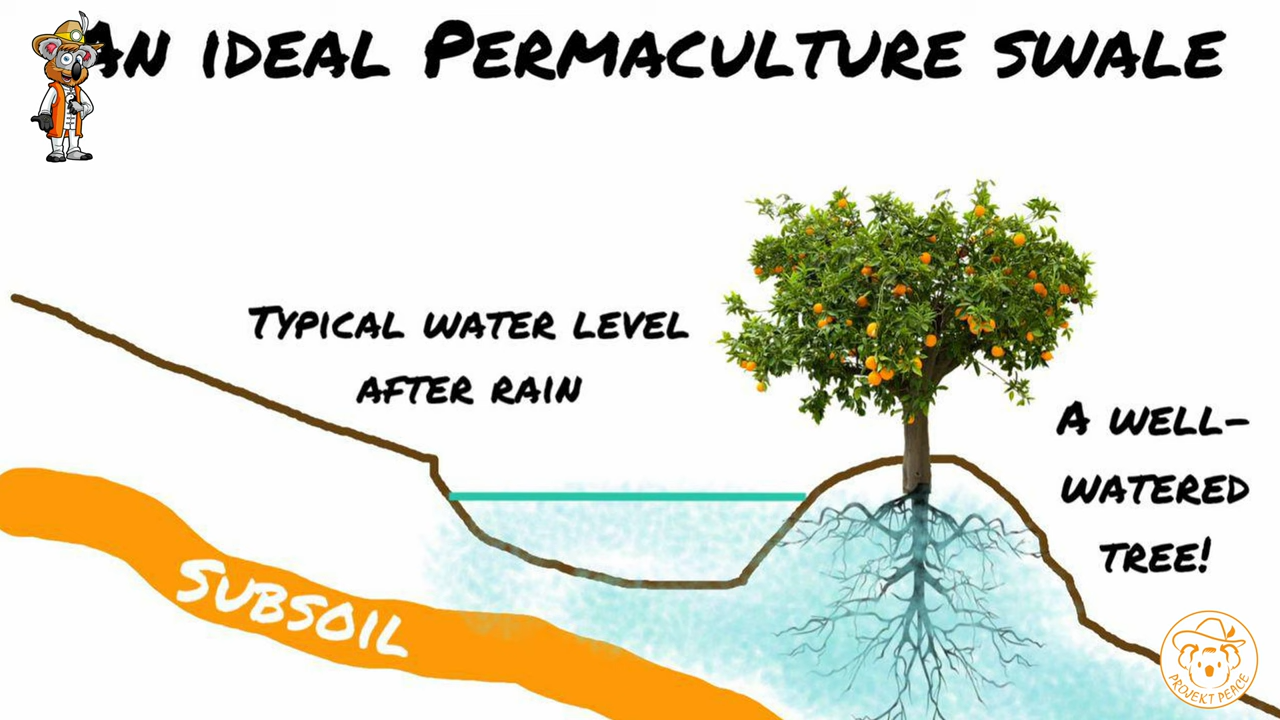 An ideal Permaculture swale
Typical water level
after rain
A well-
watered
tree!
Subsoil
PROJEKT PEACE